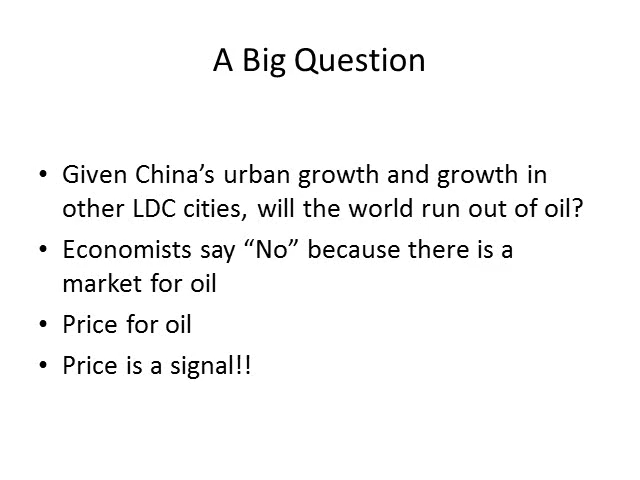 A Big Question
• Given China’s urban growth and growth in
other LDC cities, will the world run out of oil?
• Economists say “No” because there is a
market for oil
• Price for oil
• Price is a signal!!